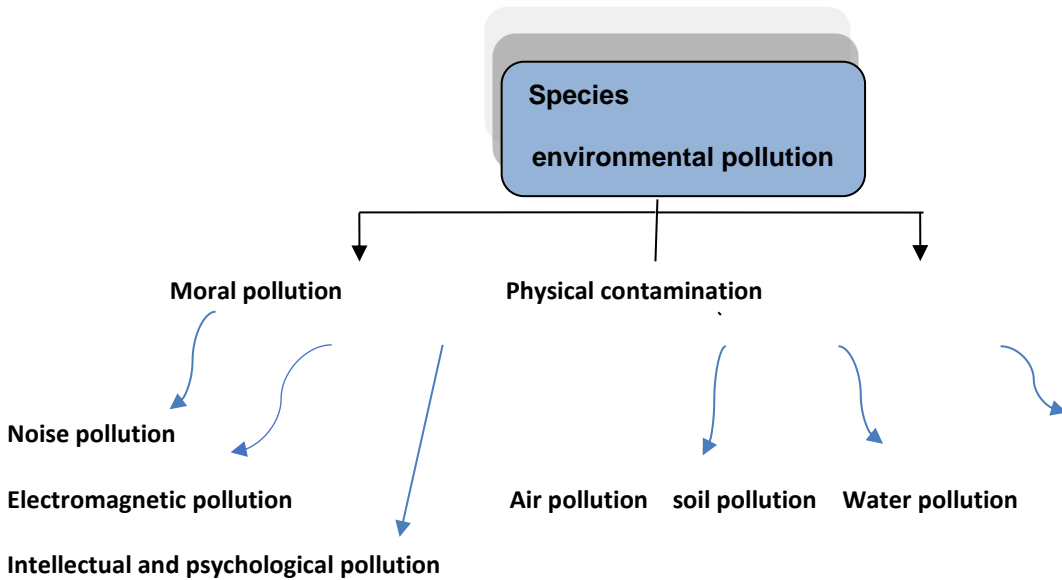 Species
environmental pollution
Moral pollution Physical contamination
Noise pollution
Electromagnetic pollution Air pollution soil pollution Water pollution
Intellectual and psychological pollution